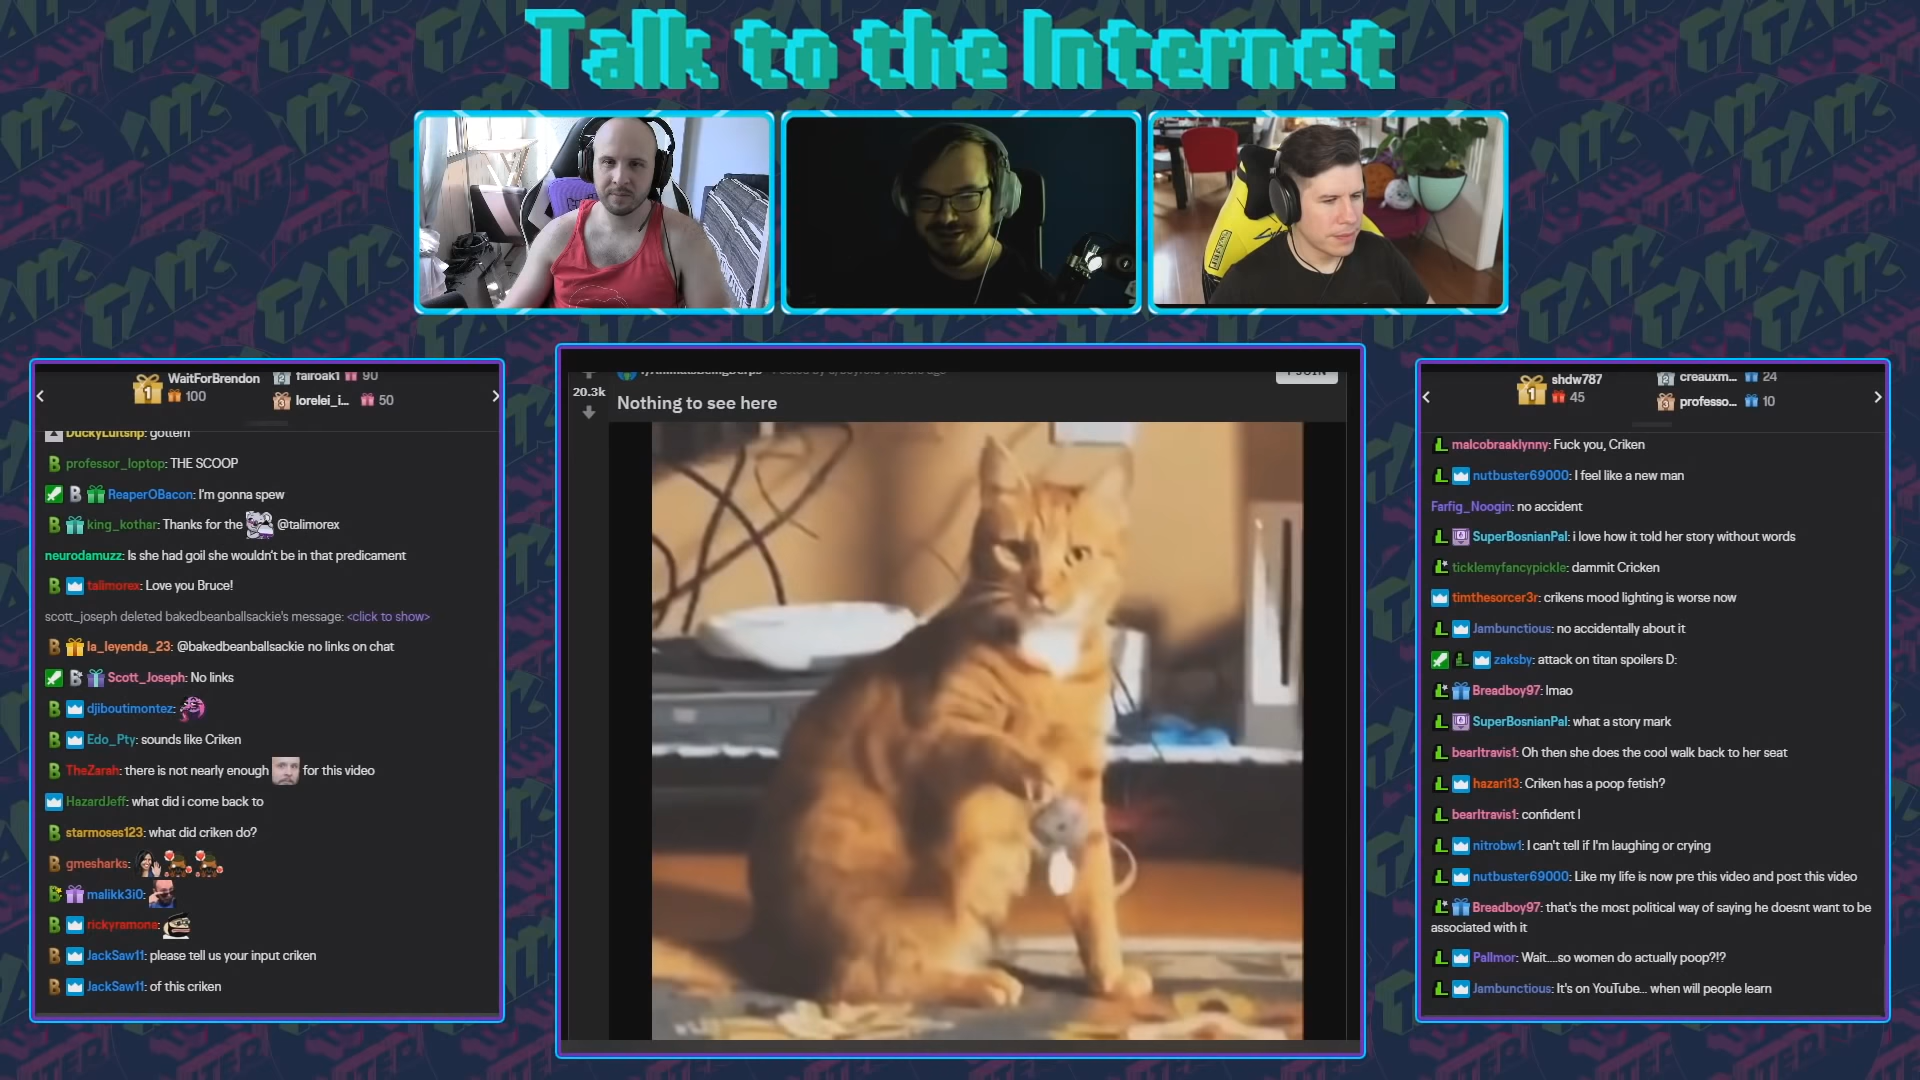 Talk to the Internet
WaitForBrendon
100
fairoak1 90
lorelei_i... 50
DuckyLuitshp: gottem
professor_loptop: THE SCOOP
ReaperOBacon: I'm gonna spew
king_kothar: Thanks for the @talimorex
neurodamuzz: Is she had goil she wouldn't be in that predicament
talimorex: Love you Bruce!
scott_joseph deleted bakedbeanballsackie's message: <click to show>
la_leyenda_23: @bakedbeanballsackie no links on chat
Scott_Joseph: No links
djiboutimontez:
Edo_Pty: sounds like Criken
TheZarah: there is not nearly enough for this video
HazardJeff: what did i come back to
starmoses123: what did criken do?
gmesharks:
malikk3i0:
rickyramona:
JackSaw11: please tell us your input criken
JackSaw11: of this criken
20.3k
Nothing to see here
shdw787
45
creauxm... 24
professo... 10
malcobraaklynny: Fuck you, Criken
nutbuster69000: I feel like a new man
Farfig_Noogin: no accident
SuperBosnianPal: i love how it told her story without words
ticklemyfancypickle: dammit Cricken
timthesorcer3r: crikens mood lighting is worse now
Jambunctious: no accidentally about it
zaksby: attack on titan spoilers D:
Breadboy97: lmao
SuperBosnianPal: what a story mark
bearltravis1: Oh then she does the cool walk back to her seat
hazari13: Criken has a poop fetish?
bearltravis1: confident l
nitrobw1: I can't tell if I'm laughing or crying
nutbuster69000: Like my life is now pre this video and post this video
Breadboy97: that's the most political way of saying he doesnt want to be
associated with it
Pallmor: Wait....so women do actually poop?!?
Jambunctious: It's on YouTube... when will people learn